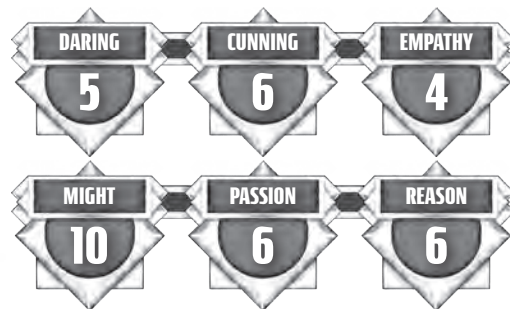 DARING CUNNING EMPATHY
5 6 4
MIGHT PASSION REASON
10 6 6